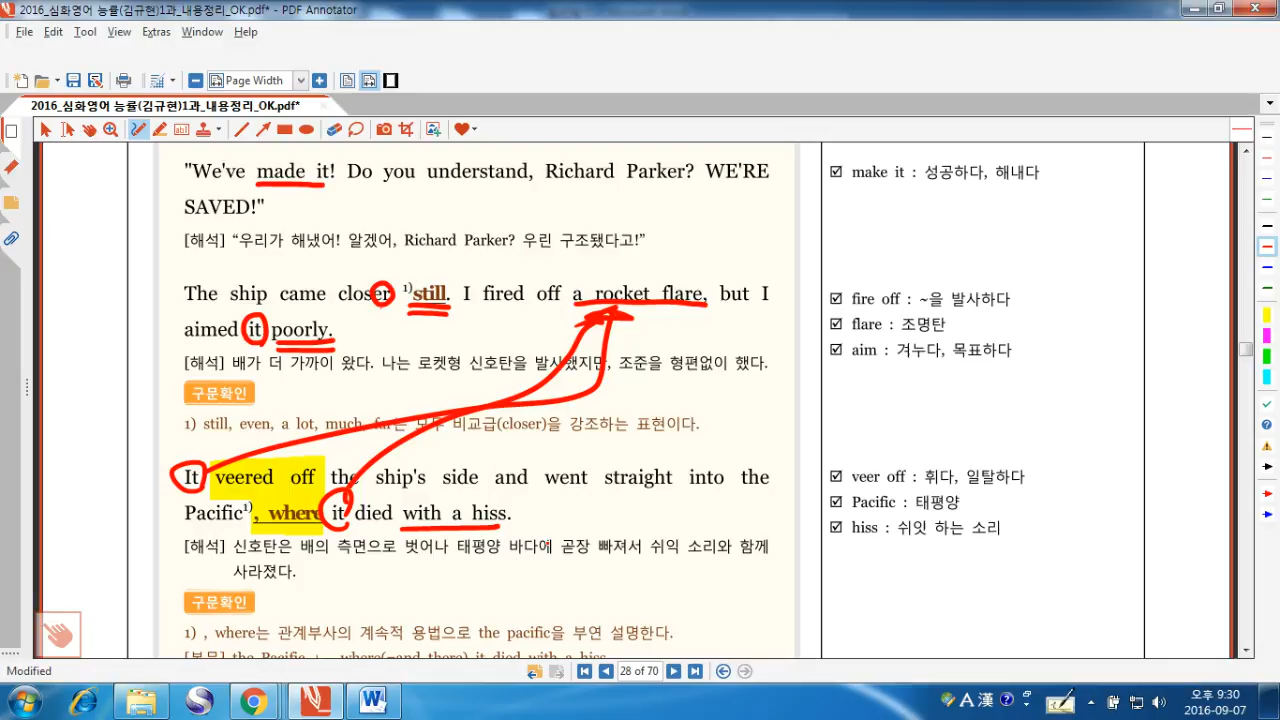 2016_심화영어 능률(김규현)1과_내용정리_OK.pdf* - PDF Annotator
File Edit Tool View Extras Window Help
Page Width
2016_심화영어 능률(김규현)1과_내용정리_OK.pdf*
"We've made it! Do you understand, Richard Parker? WE'RE
SAVED!"
make it : 성공하다, 해내다
[해석] “우리가 해냈어! 알겠어, Richard Parker? 우린 구조됐다고!”
The ship came closer 1)still. I fired off a rocket flare, but I
aimed it poorly.
fire off : ~을 발사하다
flare : 조명탄
aim : 겨누다, 목표하다
[해석] 배가 더 가까이 왔다. 나는 로켓형 신호탄을 발사했지만, 조준을 형편없이 했다.
구문확인
1) still, even, a lot, much, far는 모두 비교급(closer)을 강조하는 표현이다.
It veered off the ship's side and went straight into the
Pacific1), where it died with a hiss.
veer off : 휘다, 일탈하다
Pacific : 태평양
hiss : 쉬잇 하는 소리
[해석] 신호탄은 배의 측면으로 벗어나 태평양 바다에 곧장 빠져서 쉬익 소리와 함께
사라졌다.
구문확인
1) , where는 관계부사의 계속적 용법으로 the pacific을 부연 설명한다.
[본문] the Pacific + , where(=and there) it died with a hiss
Modified
28 of 70
A 漢
오후 9:30
2016-09-07